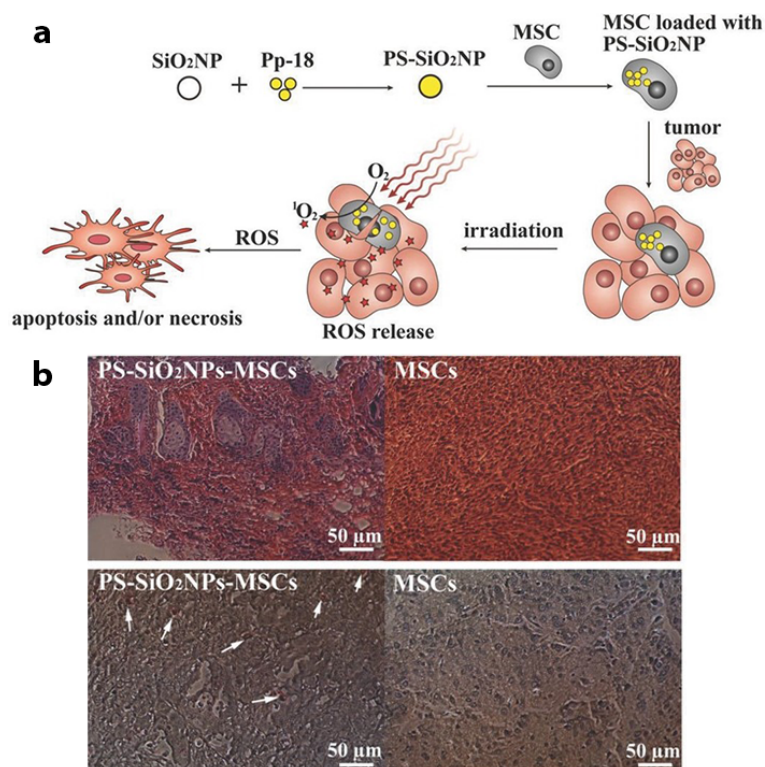 a
SiO₂NP + Pp-18
PS-SiO₂NP
MSC
MSC loaded with
PS-SiO₂NP
tumor
irradiation
O₂
¹O₂
ROS release
ROS
apoptosis and/or necrosis
b
PS-SiO₂NPs-MSCs
50 µm
MSCs
50 µm
PS-SiO₂NPs-MSCs
50 µm
MSCs
50 µm